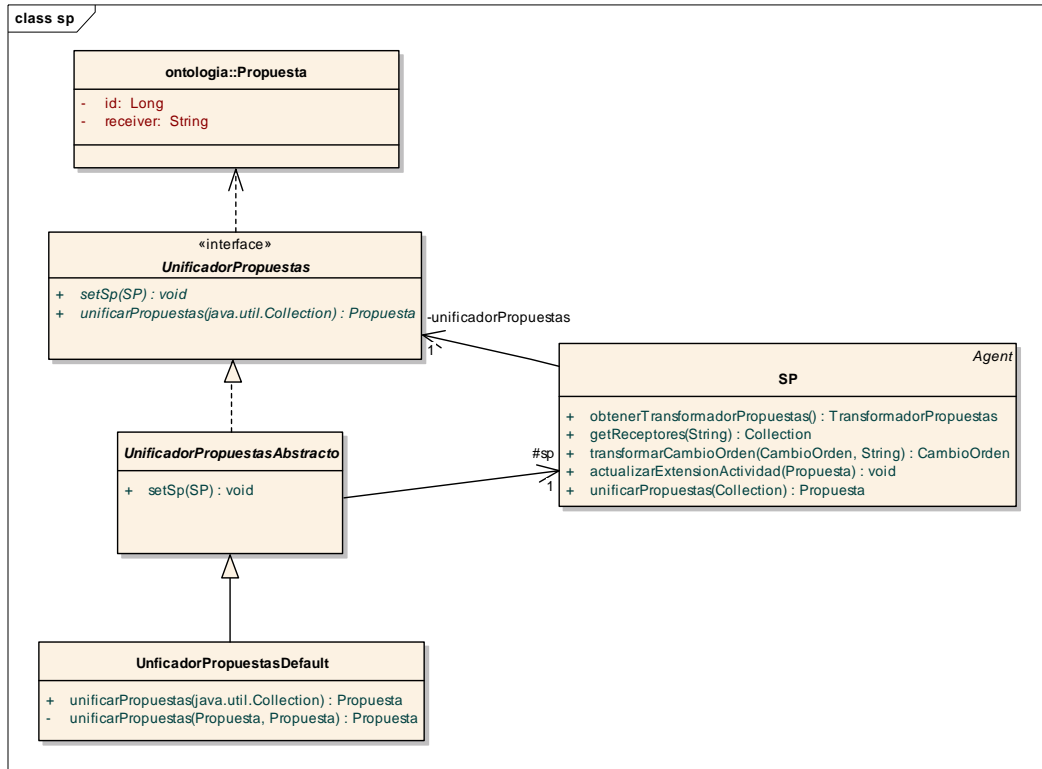 class sp
ontologia::Propuesta
- id: Long
- receiver: String
«interface»
UnificadorPropuestas
+ setSp(SP) : void
+ unificarPropuestas(java.util.Collection) : Propuesta
-unificadorPropuestas
1
Agent
SP
+ obtenerTransformadorPropuestas() : TransformadorPropuestas
+ getReceptores(String) : Collection
+ transformarCambioOrden(CambioOrden, String) : CambioOrden
+ actualizarExtensionActividad(Propuesta) : void
+ unificarPropuestas(Collection) : Propuesta
UnificadorPropuestasAbstracto
+ setSp(SP) : void
#sp
1
UnficadorPropuestasDefault
+ unificarPropuestas(java.util.Collection) : Propuesta
- unificarPropuestas(Propuesta, Propuesta) : Propuesta